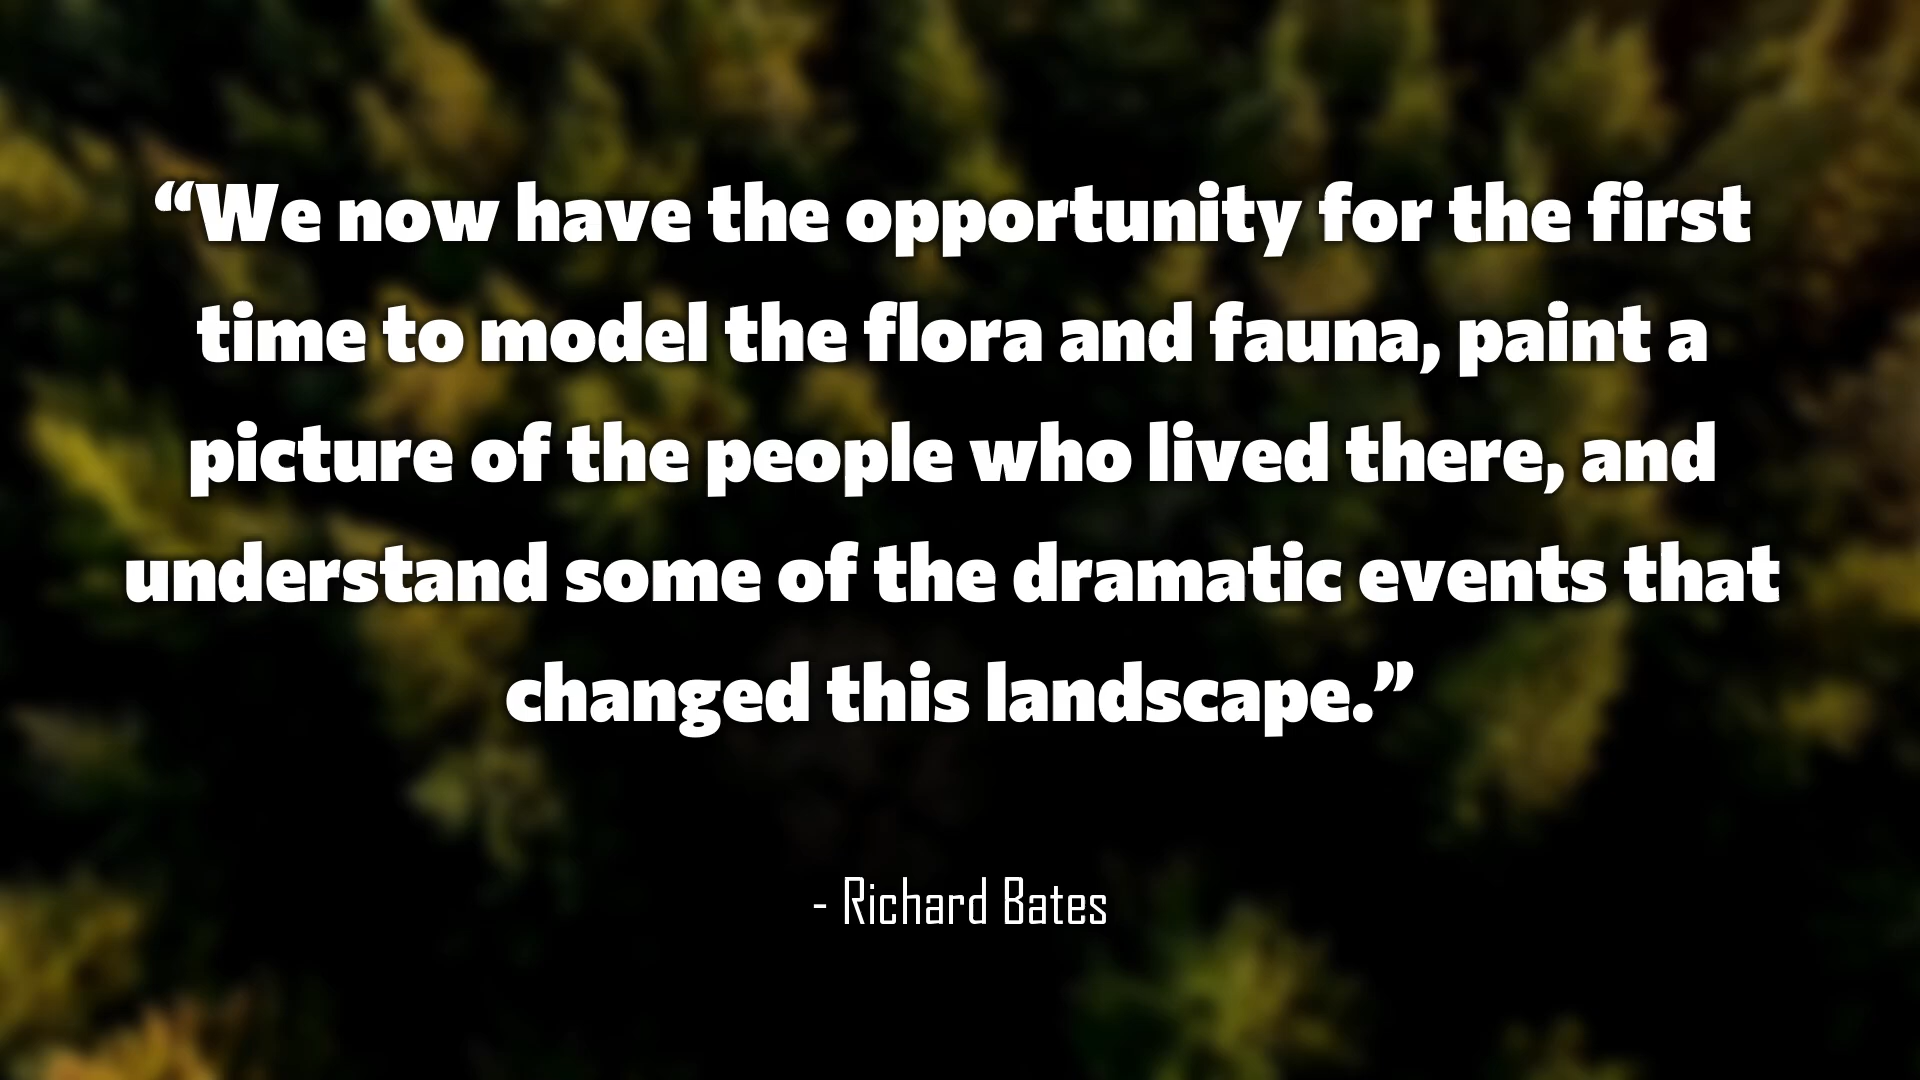 “We now have the opportunity for the first
time to model the flora and fauna, paint a
picture of the people who lived there, and
understand some of the dramatic events that
changed this landscape.”
- Richard Bates